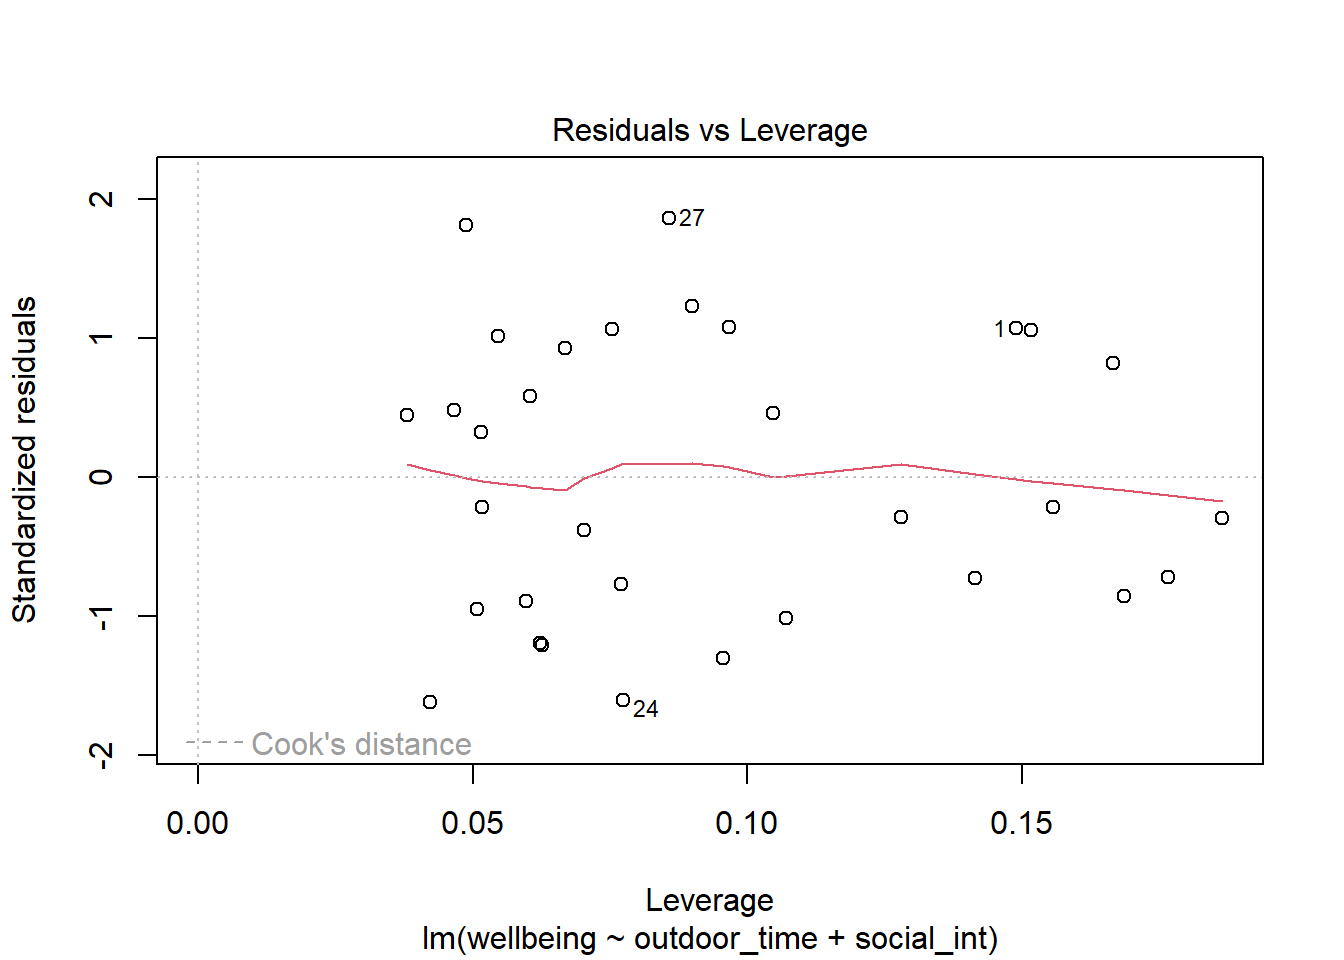 Residuals vs Leverage
Standardized residuals
2
1
0
-1
-2
27
1
24
Cook's distance
0.00 0.05 0.10 0.15
Leverage
lm(wellbeing ~ outdoor_time + social_int)